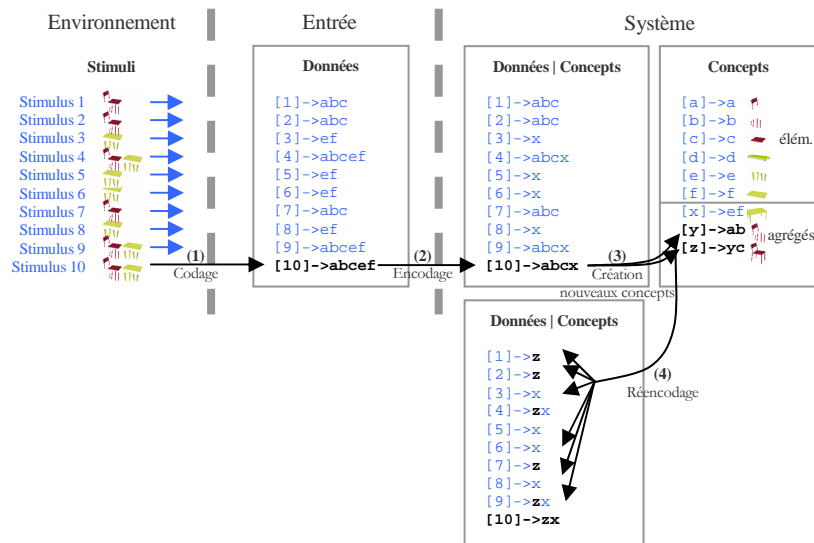 Environnement
Entrée
Système
Stimuli
Stimulus 1
Stimulus 2
Stimulus 3
Stimulus 4
Stimulus 5
Stimulus 6
Stimulus 7
Stimulus 8
Stimulus 9
Stimulus 10
(1)
Codage
Données
[1]->abc
[2]->abc
[3]->ef
[4]->abcef
[5]->ef
[6]->ef
[7]->abc
[8]->ef
[9]->abcef
[10]->abcef
(2)
Encodage
Données | Concepts
[1]->abc
[2]->abc
[3]->x
[4]->abcx
[5]->x
[6]->x
[7]->abc
[8]->x
[9]->abcx
[10]->abcx
(3)
Création
nouveaux concepts
Concepts
[a]->a
[b]->b
[c]->c
élém.
[d]->d
[e]->e
[f]->f
[x]->ef
[y]->ab
agrégés
[z]->yc
Données | Concepts
[1]->z
[2]->z
[3]->x
[4]->zx
[5]->x
[6]->x
[7]->z
[8]->x
[9]->zx
[10]->zx
(4)
Réencodage